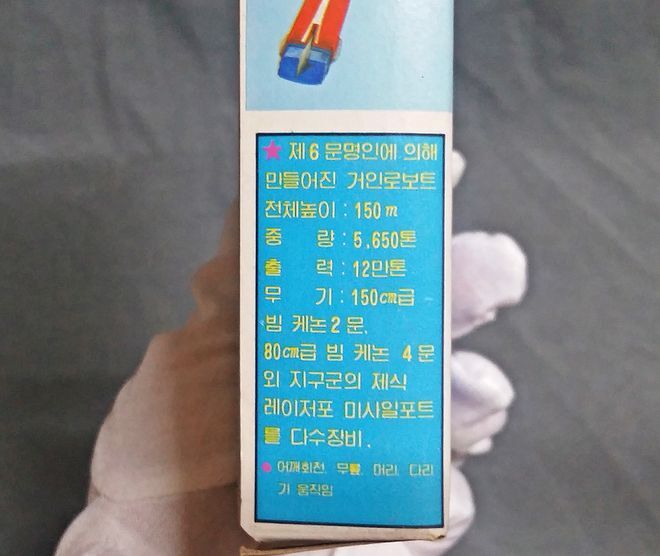 ★ 제6 문명인에 의해
만들어진 거인로보트
전체높이 : 150 m
중 량 : 5,650톤
출 력 : 12만톤
무 기 : 150㎝급
빔 케논 2 문,
80㎝급 빔 케논 4 문
외 지구군의 제식
레이저포 미사일포트
를 다수장비.
● 어깨회전, 무릎, 머리, 다리
기 움직임